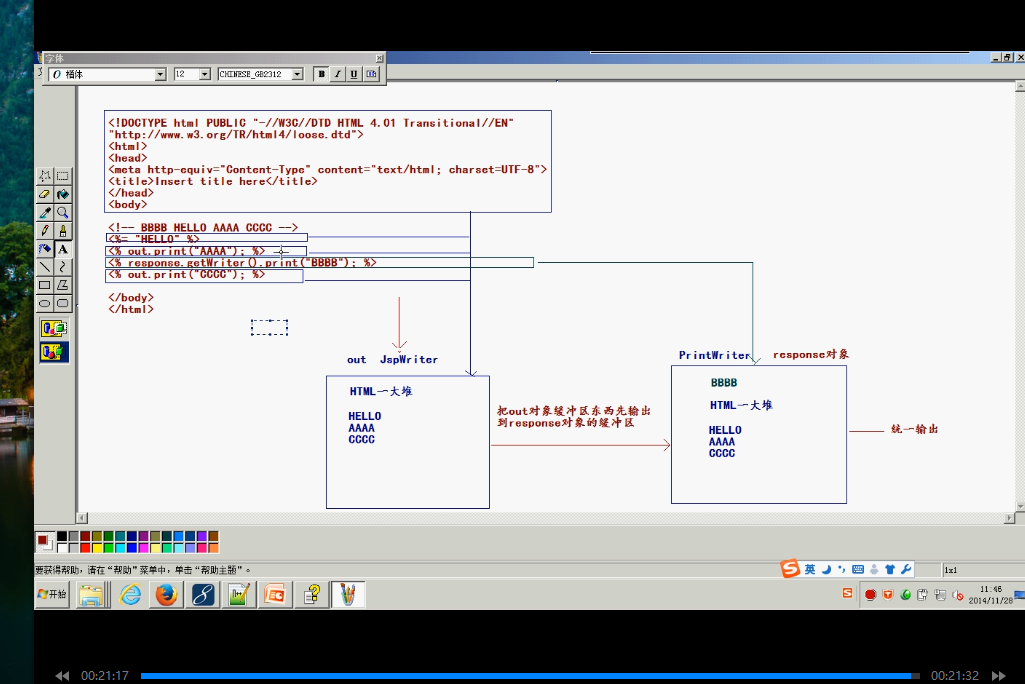 字体
楷体
12
CHINESE_GB2312
B
I
U
<!DOCTYPE html PUBLIC "-//W3C//DTD HTML 4.01 Transitional//EN"
"http://www.w3.org/TR/html4/loose.dtd">
<html>
<head>
<meta http-equiv="Content-Type" content="text/html; charset=UTF-8">
<title>Insert title here</title>
</head>
<body>
<!-- BBBB HELLO AAAA CCCC -->
<%= "HELLO" %>
<% out.print("AAAA"); %>
<% response.getWriter().print("BBBB"); %>
<% out.print("CCCC"); %>
</body>
</html>
out JspWriter
PrintWriter response对象
HTML一大堆
HELLO
AAAA
CCCC
把out对象缓冲区东西先输出
到response对象的缓冲区
BBBB
HTML一大堆
HELLO
AAAA
CCCC
统一输出
要获得帮助，请在“帮助”菜单中，单击“帮助主题”。
英
1x1
开始
11:46
2014/11/28
00:21:17
00:21:32